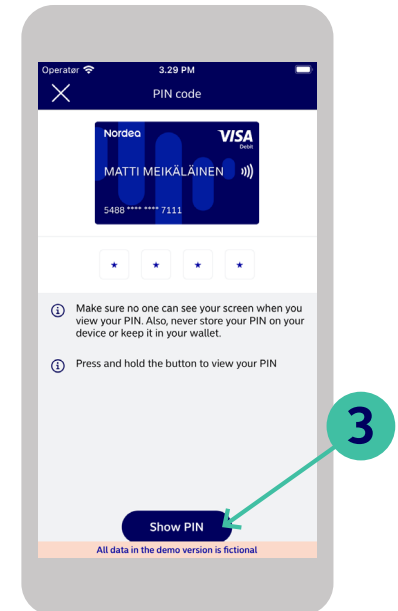 Operatør 3.29 PM
PIN code
Nordea VISA
Debit
MATTI MEIKÄLÄINEN
5488 **** **** 7111
★ ★ ★ ★
Make sure no one can see your screen when you
view your PIN. Also, never store your PIN on your
device or keep it in your wallet.
Press and hold the button to view your PIN
3
Show PIN
All data in the demo version is fictional